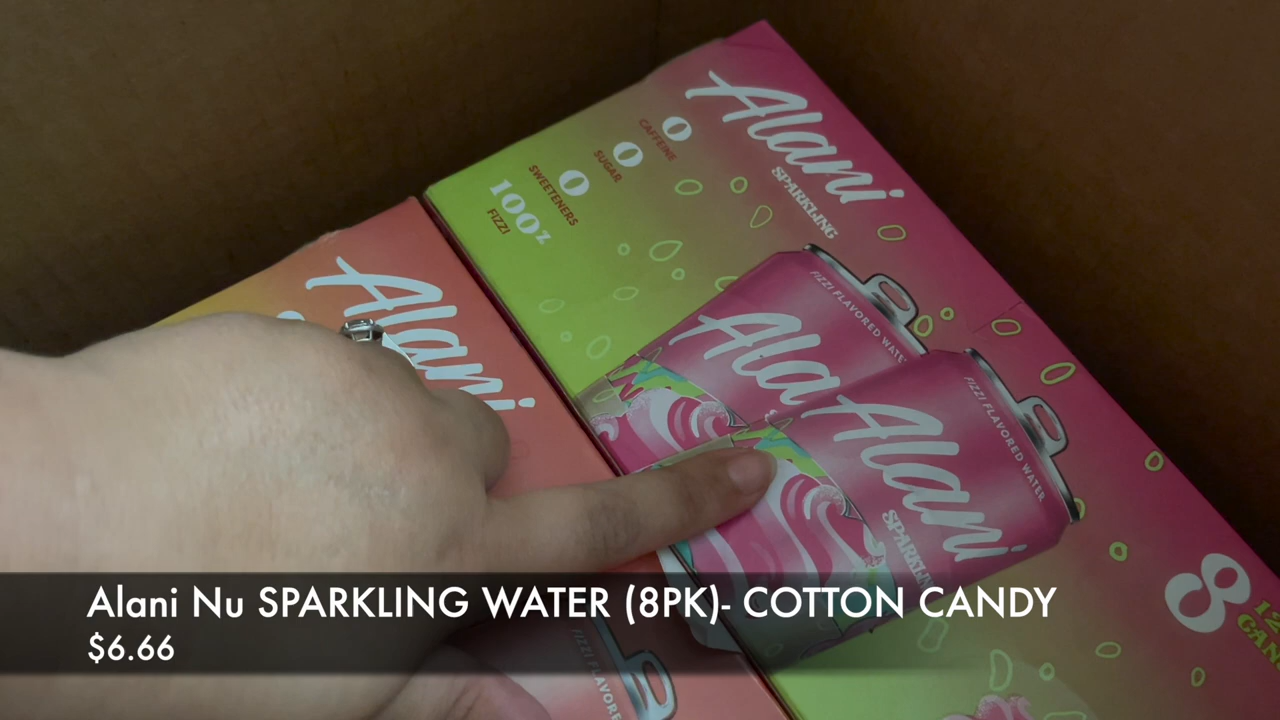 Alani
SPARKLING
0
CAFFEINE
0
SUGAR
0
SWEETENERS
100%
FIZZ!
FIZZ! FLAVORED WATER
Alani
FIZZ! FLAVORED WATER
Alani
SPARKLING
8
Alani
Alani Nu SPARKLING WATER (8PK)- COTTON CANDY
$6.66